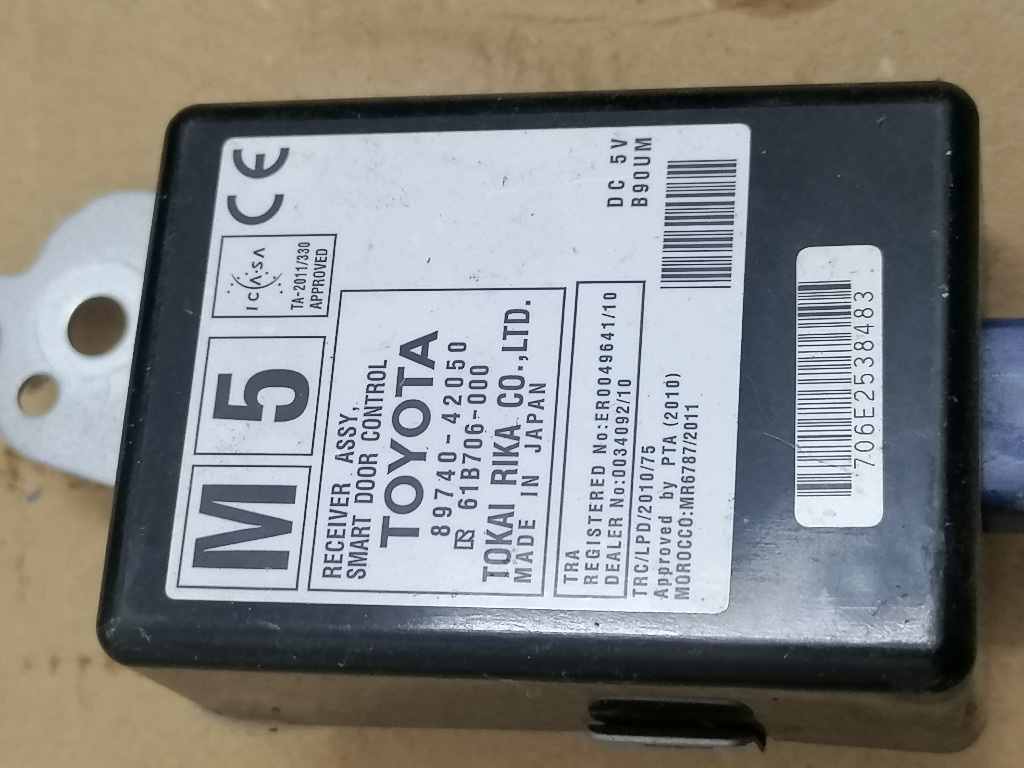 M
5
ICASA
TA-2011/330
APPROVED
CE
RECEIVER ASSY,
SMART DOOR CONTROL
TOYOTA
89740-42050
61B706-000
TOKAI RIKA CO.,LTD.
MADE IN JAPAN
DC 5V
B90UM
TRA
REGISTERED No:ER0049641/10
DEALER No:0034092/10
TRC/LPD/2010/75
Approved by PTA (2010)
MOROCCO:MR6787/2011
706E2538483